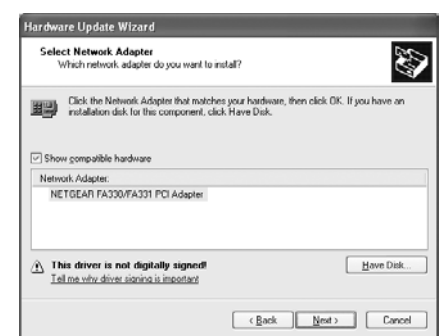 Hardware Update Wizard
Select Network Adapter
Which network adapter do you want to install?
Click the Network Adapter that matches your hardware, then click OK. If you have an
installation disk for this component, click Have Disk.
Show compatible hardware
Network Adapter:
NETGEAR FA330/FA331 PCI Adapter
This driver is not digitally signed!
Tell me why driver signing is important
Have Disk...
< Back
Next >
Cancel